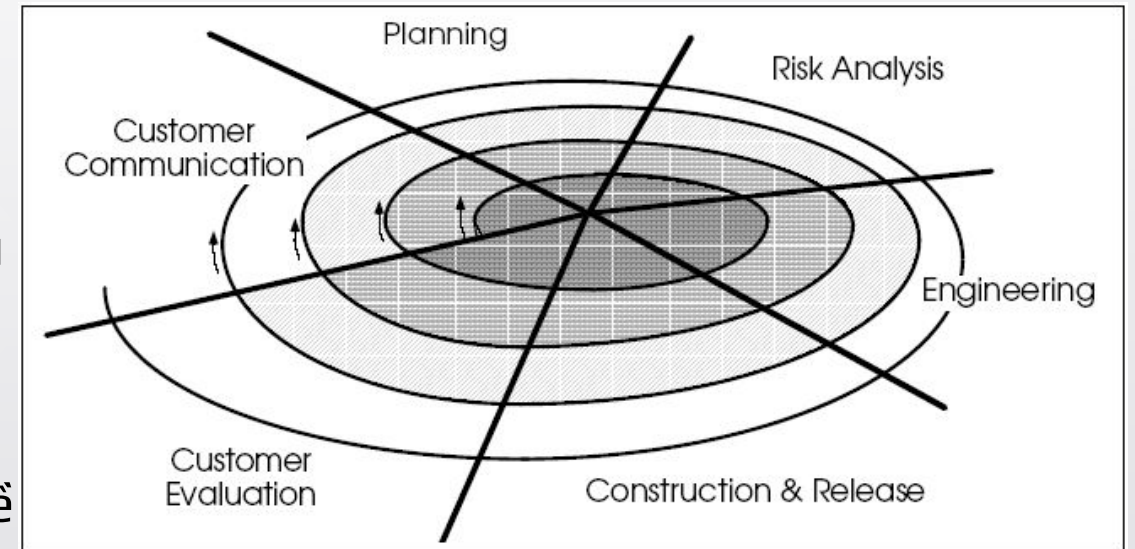 Planning
Risk Analysis
Customer
Communication
Engineering
Customer
Evaluation
Construction & Release